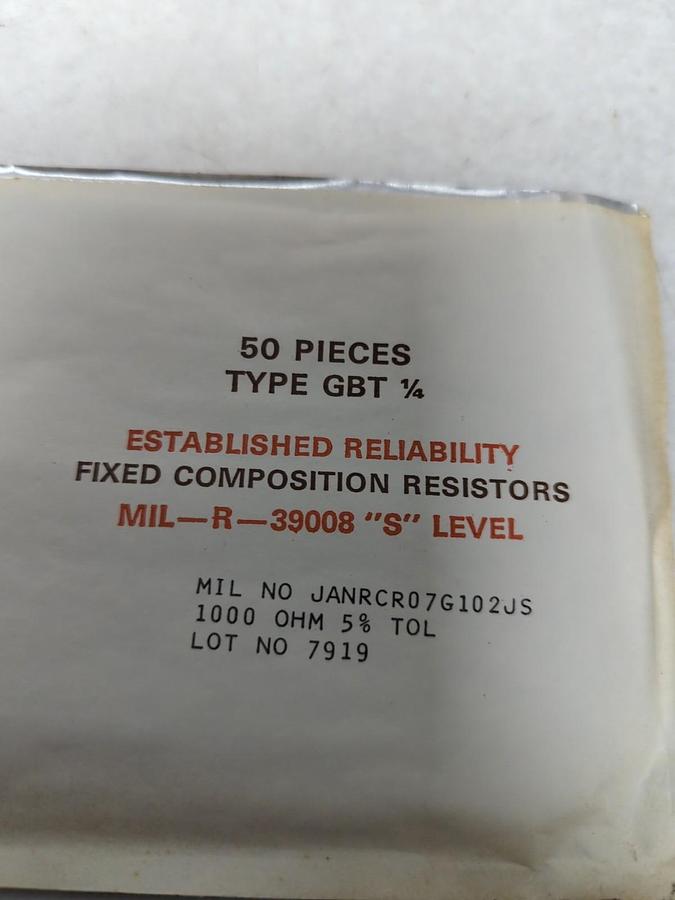 50 PIECES
TYPE GBT ¼
ESTABLISHED RELIABILITY
FIXED COMPOSITION RESISTORS
MIL—R—39008 "S" LEVEL
MIL NO JANRCR07G102JS
1000 OHM 5% TOL
LOT NO 7919